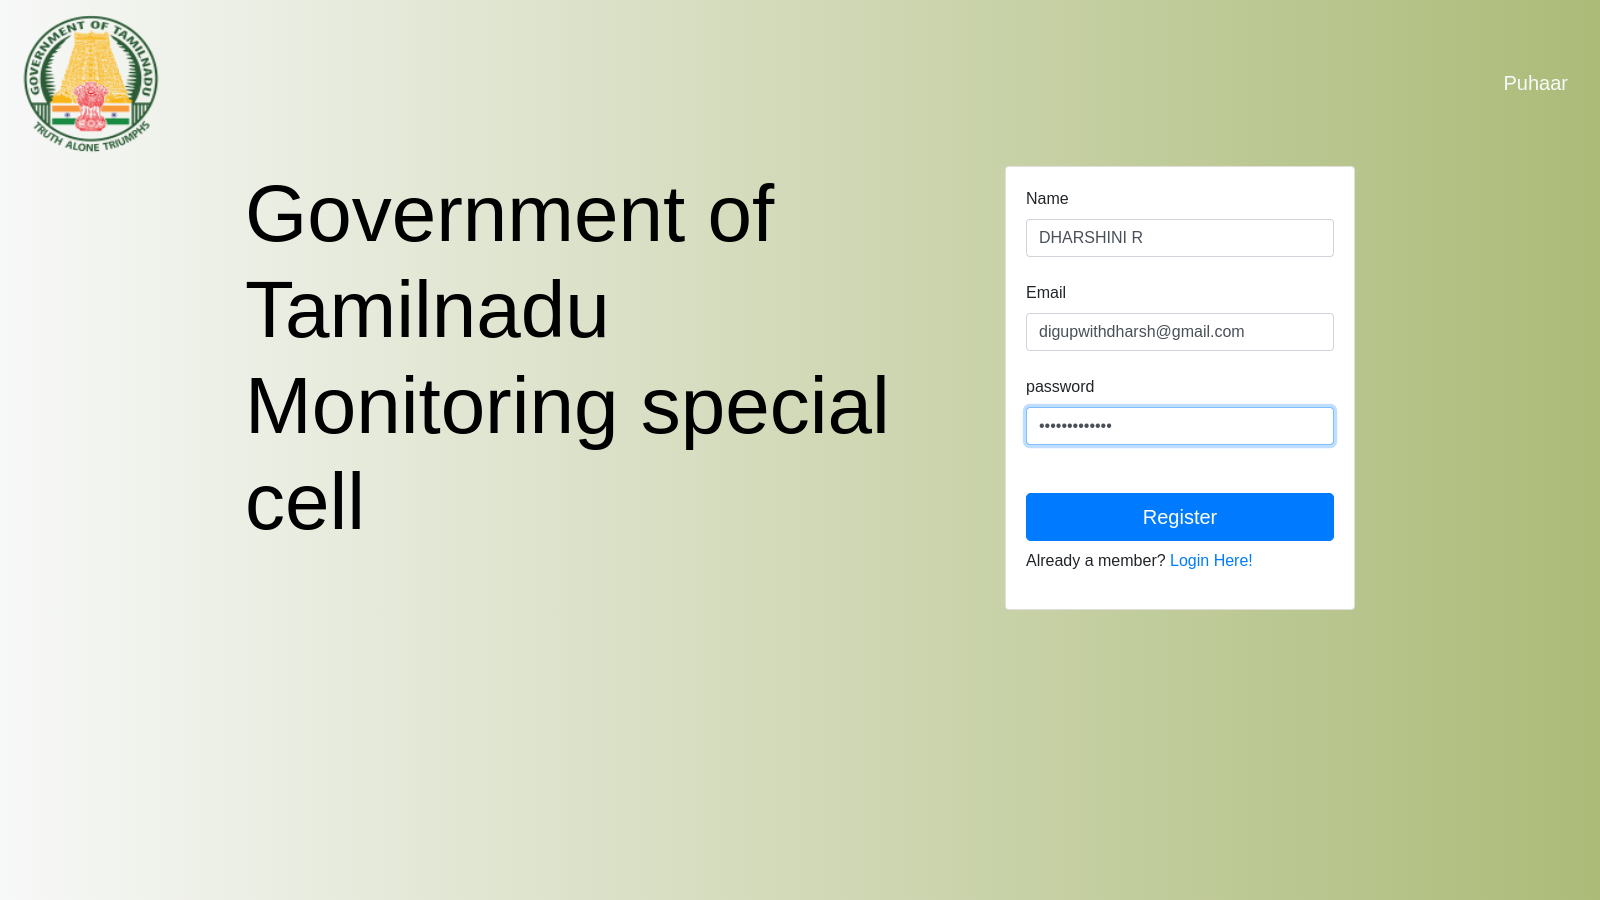 GOVERNMENT OF TAMILNADU
TRUTH ALONE TRIUMPHS
Puhaar
Government of
Tamilnadu
Monitoring special
cell
Name
DHARSHINI R
Email
digupwithdharsh@gmail.com
password
•••••••••••••
Register
Already a member? Login Here!